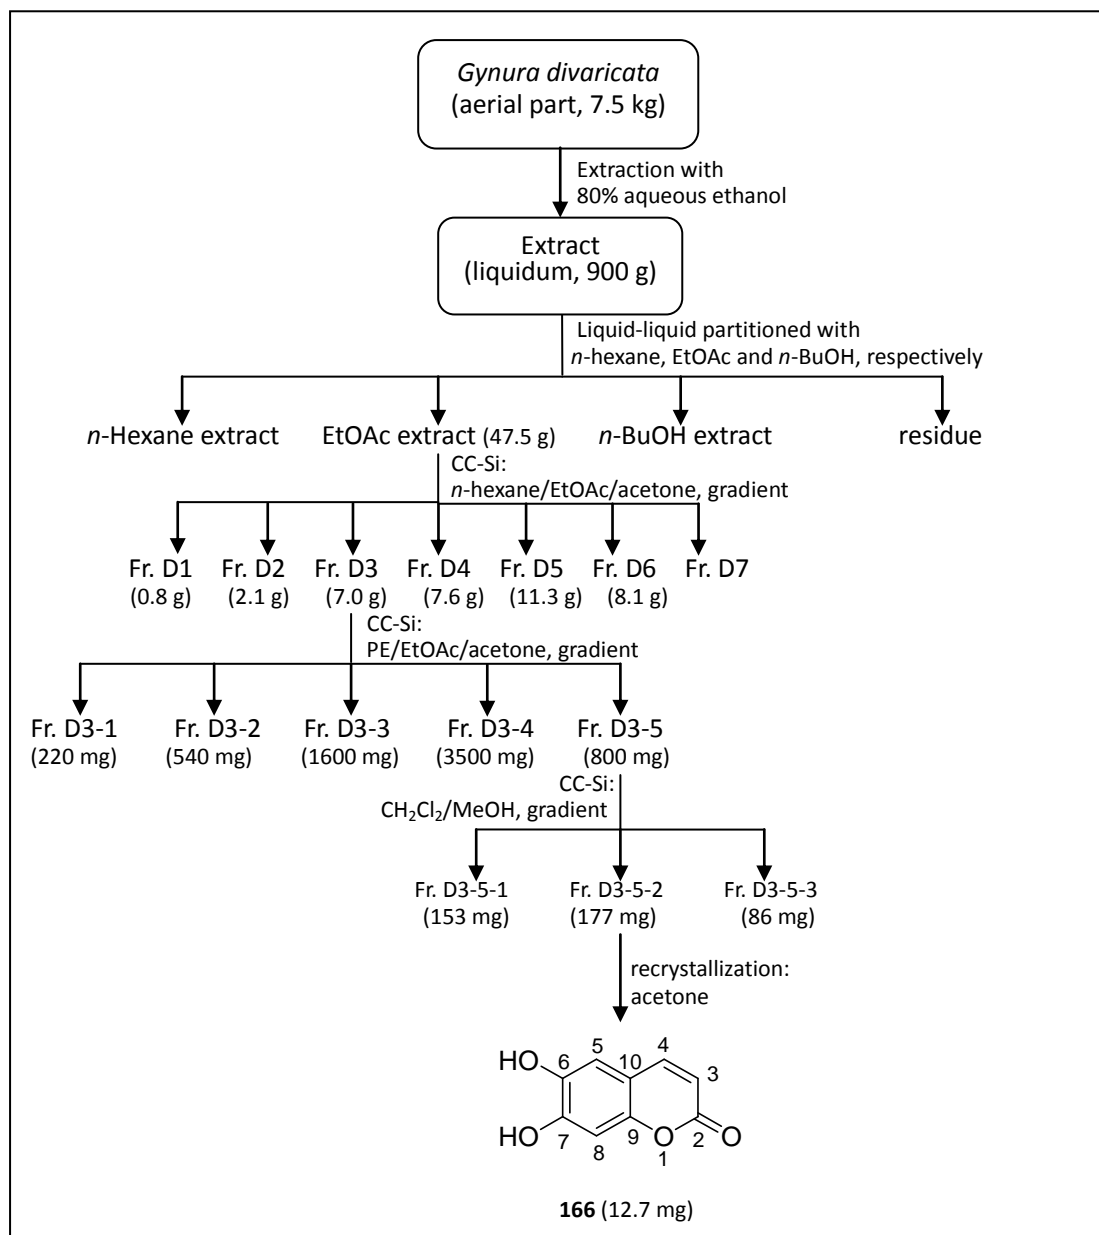 Gynura divaricata
(aerial part, 7.5 kg)
Extraction with
80% aqueous ethanol
Extract
(liquidum, 900 g)
Liquid-liquid partitioned with
n-hexane, EtOAc and n-BuOH, respectively
n-Hexane extract EtOAc extract (47.5 g) n-BuOH extract residue
CC-Si:
n-hexane/EtOAc/acetone, gradient
Fr. D1 Fr. D2 Fr. D3 Fr. D4 Fr. D5 Fr. D6 Fr. D7
(0.8 g) (2.1 g) (7.0 g) (7.6 g) (11.3 g) (8.1 g)
CC-Si:
PE/EtOAc/acetone, gradient
Fr. D3-1 Fr. D3-2 Fr. D3-3 Fr. D3-4 Fr. D3-5
(220 mg) (540 mg) (1600 mg) (3500 mg) (800 mg)
CC-Si:
CH₂Cl₂/MeOH, gradient
Fr. D3-5-1 Fr. D3-5-2 Fr. D3-5-3
(153 mg) (177 mg) (86 mg)
recrystallization:
acetone
HO 6 5 10 4 3
HO 7 8 9 O 1 2 O
166 (12.7 mg)